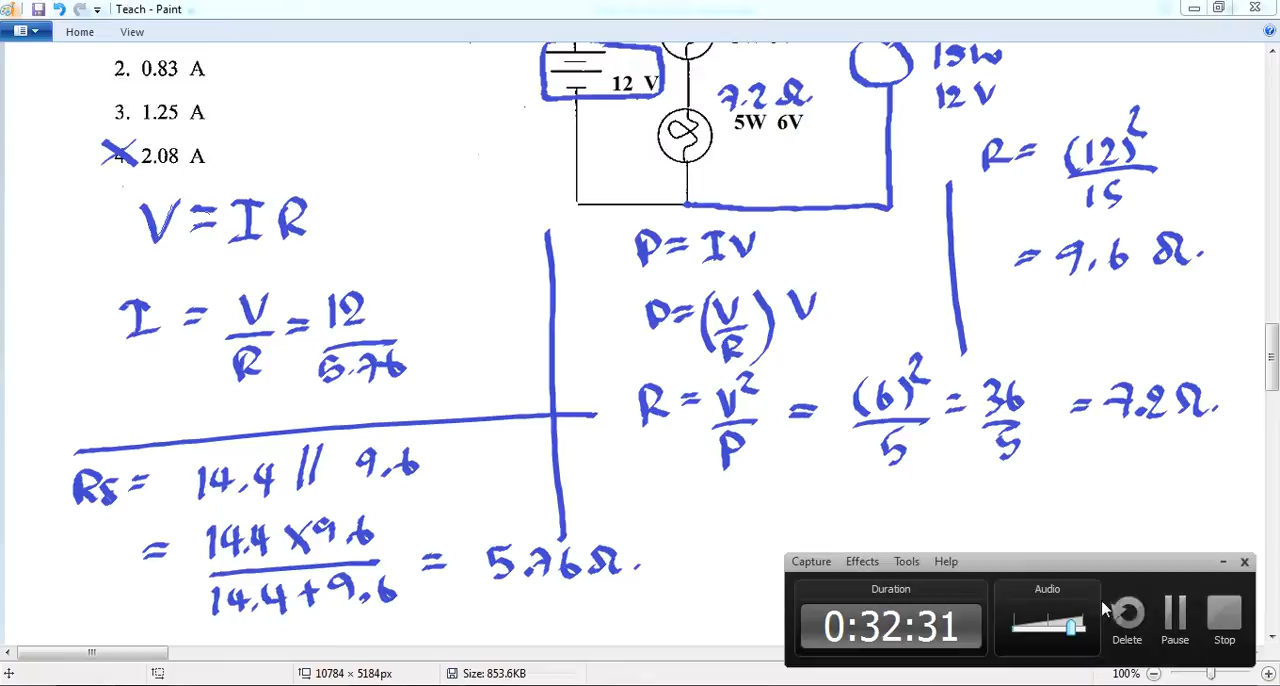 Teach - Paint
Home View
2. 0.83 A
3. 1.25 A
4. 2.08 A
12 V
7.2 Ω
5W 6V
15W
12 V
R = (12)² / 15
= 9.6 Ω.
V = I R
I = V / R = 12 / 5.76
P = IV
P = (V / R) V
R = V² / P = (6)² / 5 = 36 / 5 = 7.2 Ω.
Rs = 14.4 // 9.6
= 14.4 × 9.6 / 14.4 + 9.6 = 5.76 Ω.
Capture Effects Tools Help
Duration
Audio
0:32:31
Delete Pause Stop
10784 × 5184px
Size: 853.6KB
100%